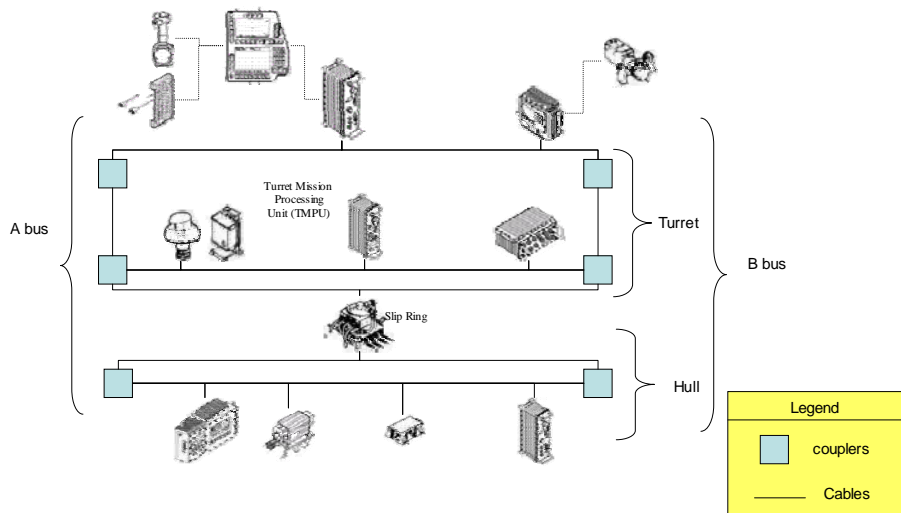 Turret Mission
Processing
Unit (TMPU)
A bus
Turret
B bus
Slip Ring
Hull
Legend
couplers
Cables